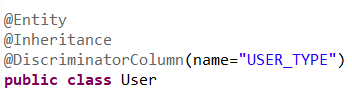 @Entity
@Inheritance
@DiscriminatorColumn(name="USER_TYPE")
public class User